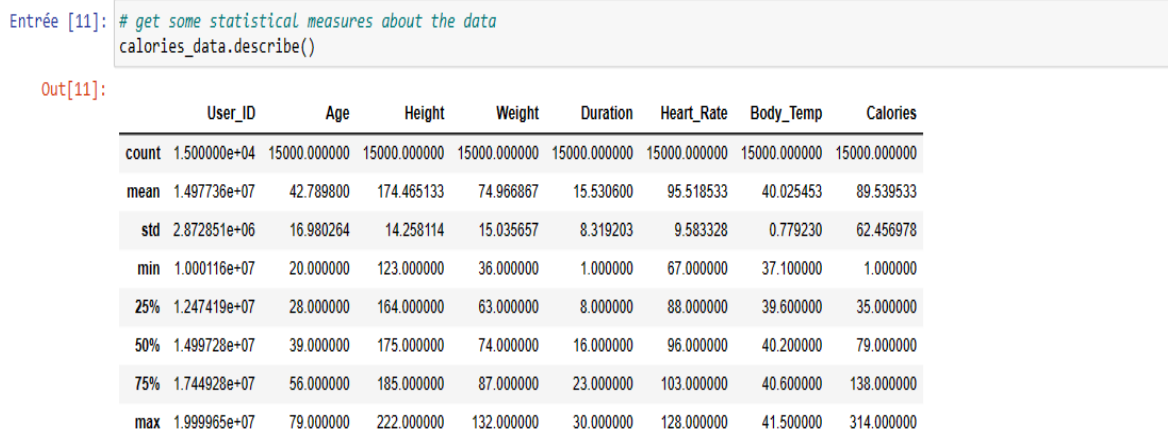 Entrée [11]: # get some statistical measures about the data
calories_data.describe()
Out[11]:
User_ID Age Height Weight Duration Heart_Rate Body_Temp Calories
count 1.500000e+04 15000.000000 15000.000000 15000.000000 15000.000000 15000.000000 15000.000000 15000.000000
mean 1.497736e+07 42.789800 174.465133 74.966867 15.530600 95.518533 40.025453 89.539533
std 2.872851e+06 16.980264 14.258114 15.035657 8.319203 9.583328 0.779230 62.456978
min 1.000116e+07 20.000000 123.000000 36.000000 1.000000 67.000000 37.100000 1.000000
25% 1.247419e+07 28.000000 164.000000 63.000000 8.000000 88.000000 39.600000 35.000000
50% 1.499728e+07 39.000000 175.000000 74.000000 16.000000 96.000000 40.200000 79.000000
75% 1.744928e+07 56.000000 185.000000 87.000000 23.000000 103.000000 40.600000 138.000000
max 1.999965e+07 79.000000 222.000000 132.000000 30.000000 128.000000 41.500000 314.000000